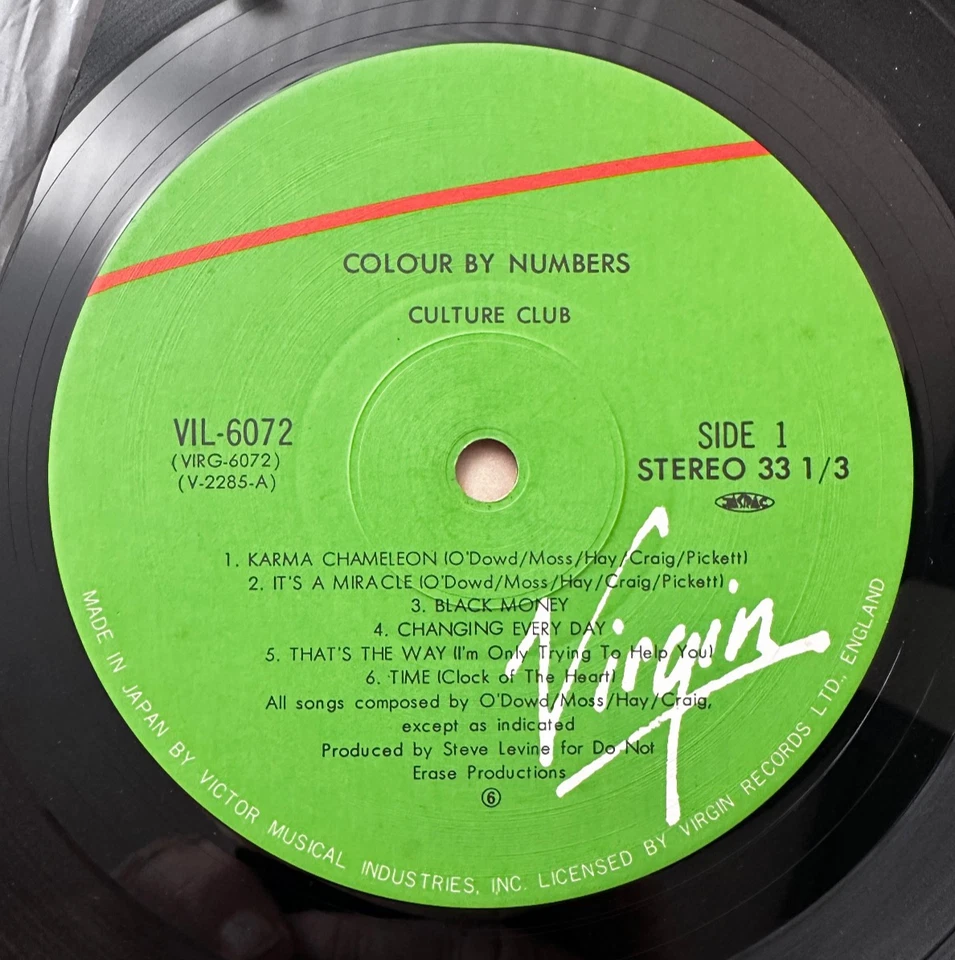 COLOUR BY NUMBERS
CULTURE CLUB
VIL-6072
(VIRG-6072)
(V-2285-A)
SIDE 1
STEREO 33 1/3
JASRAC
1. KARMA CHAMELEON (O'Dowd/Moss/Hay/Craig/Pickett)
2. IT'S A MIRACLE (O'Dowd/Moss/Hay/Craig/Pickett)
3. BLACK MONEY
4. CHANGING EVERY DAY
5. THAT'S THE WAY (I'm Only Trying To Help You)
6. TIME (Clock of The Heart)
All songs composed by O'Dowd/Moss/Hay/Craig,
except as indicated
Produced by Steve Levine for Do Not
Erase Productions
⑥
Virgin
MADE IN JAPAN BY VICTOR MUSICAL INDUSTRIES, INC. LICENSED BY VIRGIN RECORDS LTD., ENGLAND